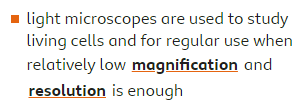 light microscopes are used to study
living cells and for regular use when
relatively low magnification and
resolution is enough